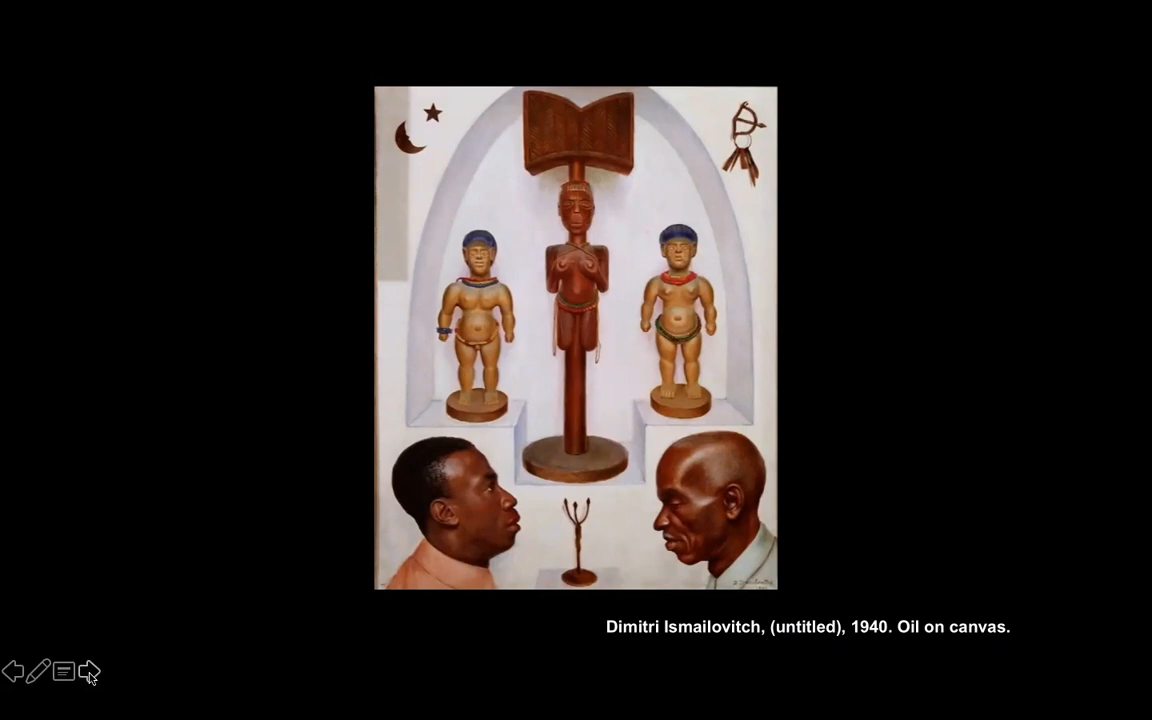 Dimitri Ismailovitch, (untitled), 1940. Oil on canvas.